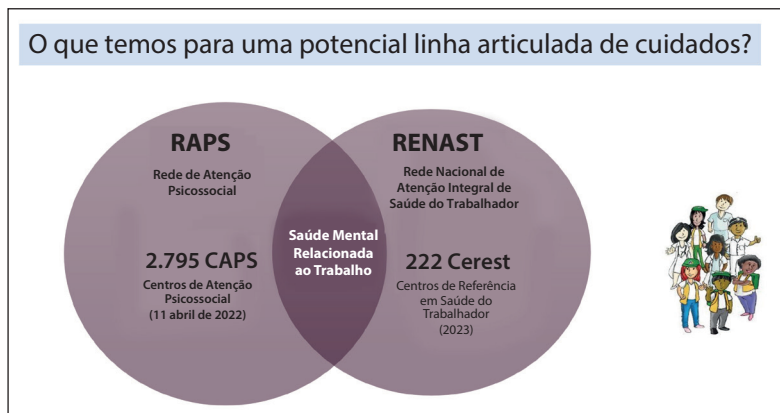 O que temos para uma potencial linha articulada de cuidados?
RAPS
Rede de Atenção
Psicossocial
2.795 CAPS
Centros de Atenção
Psicossocial
(11 abril de 2022)
Saúde Mental
Relacionada
ao Trabalho
RENAST
Rede Nacional de
Atenção Integral de
Saúde do Trabalhador
222 Cerest
Centros de Referência
em Saúde do
Trabalhador
(2023)